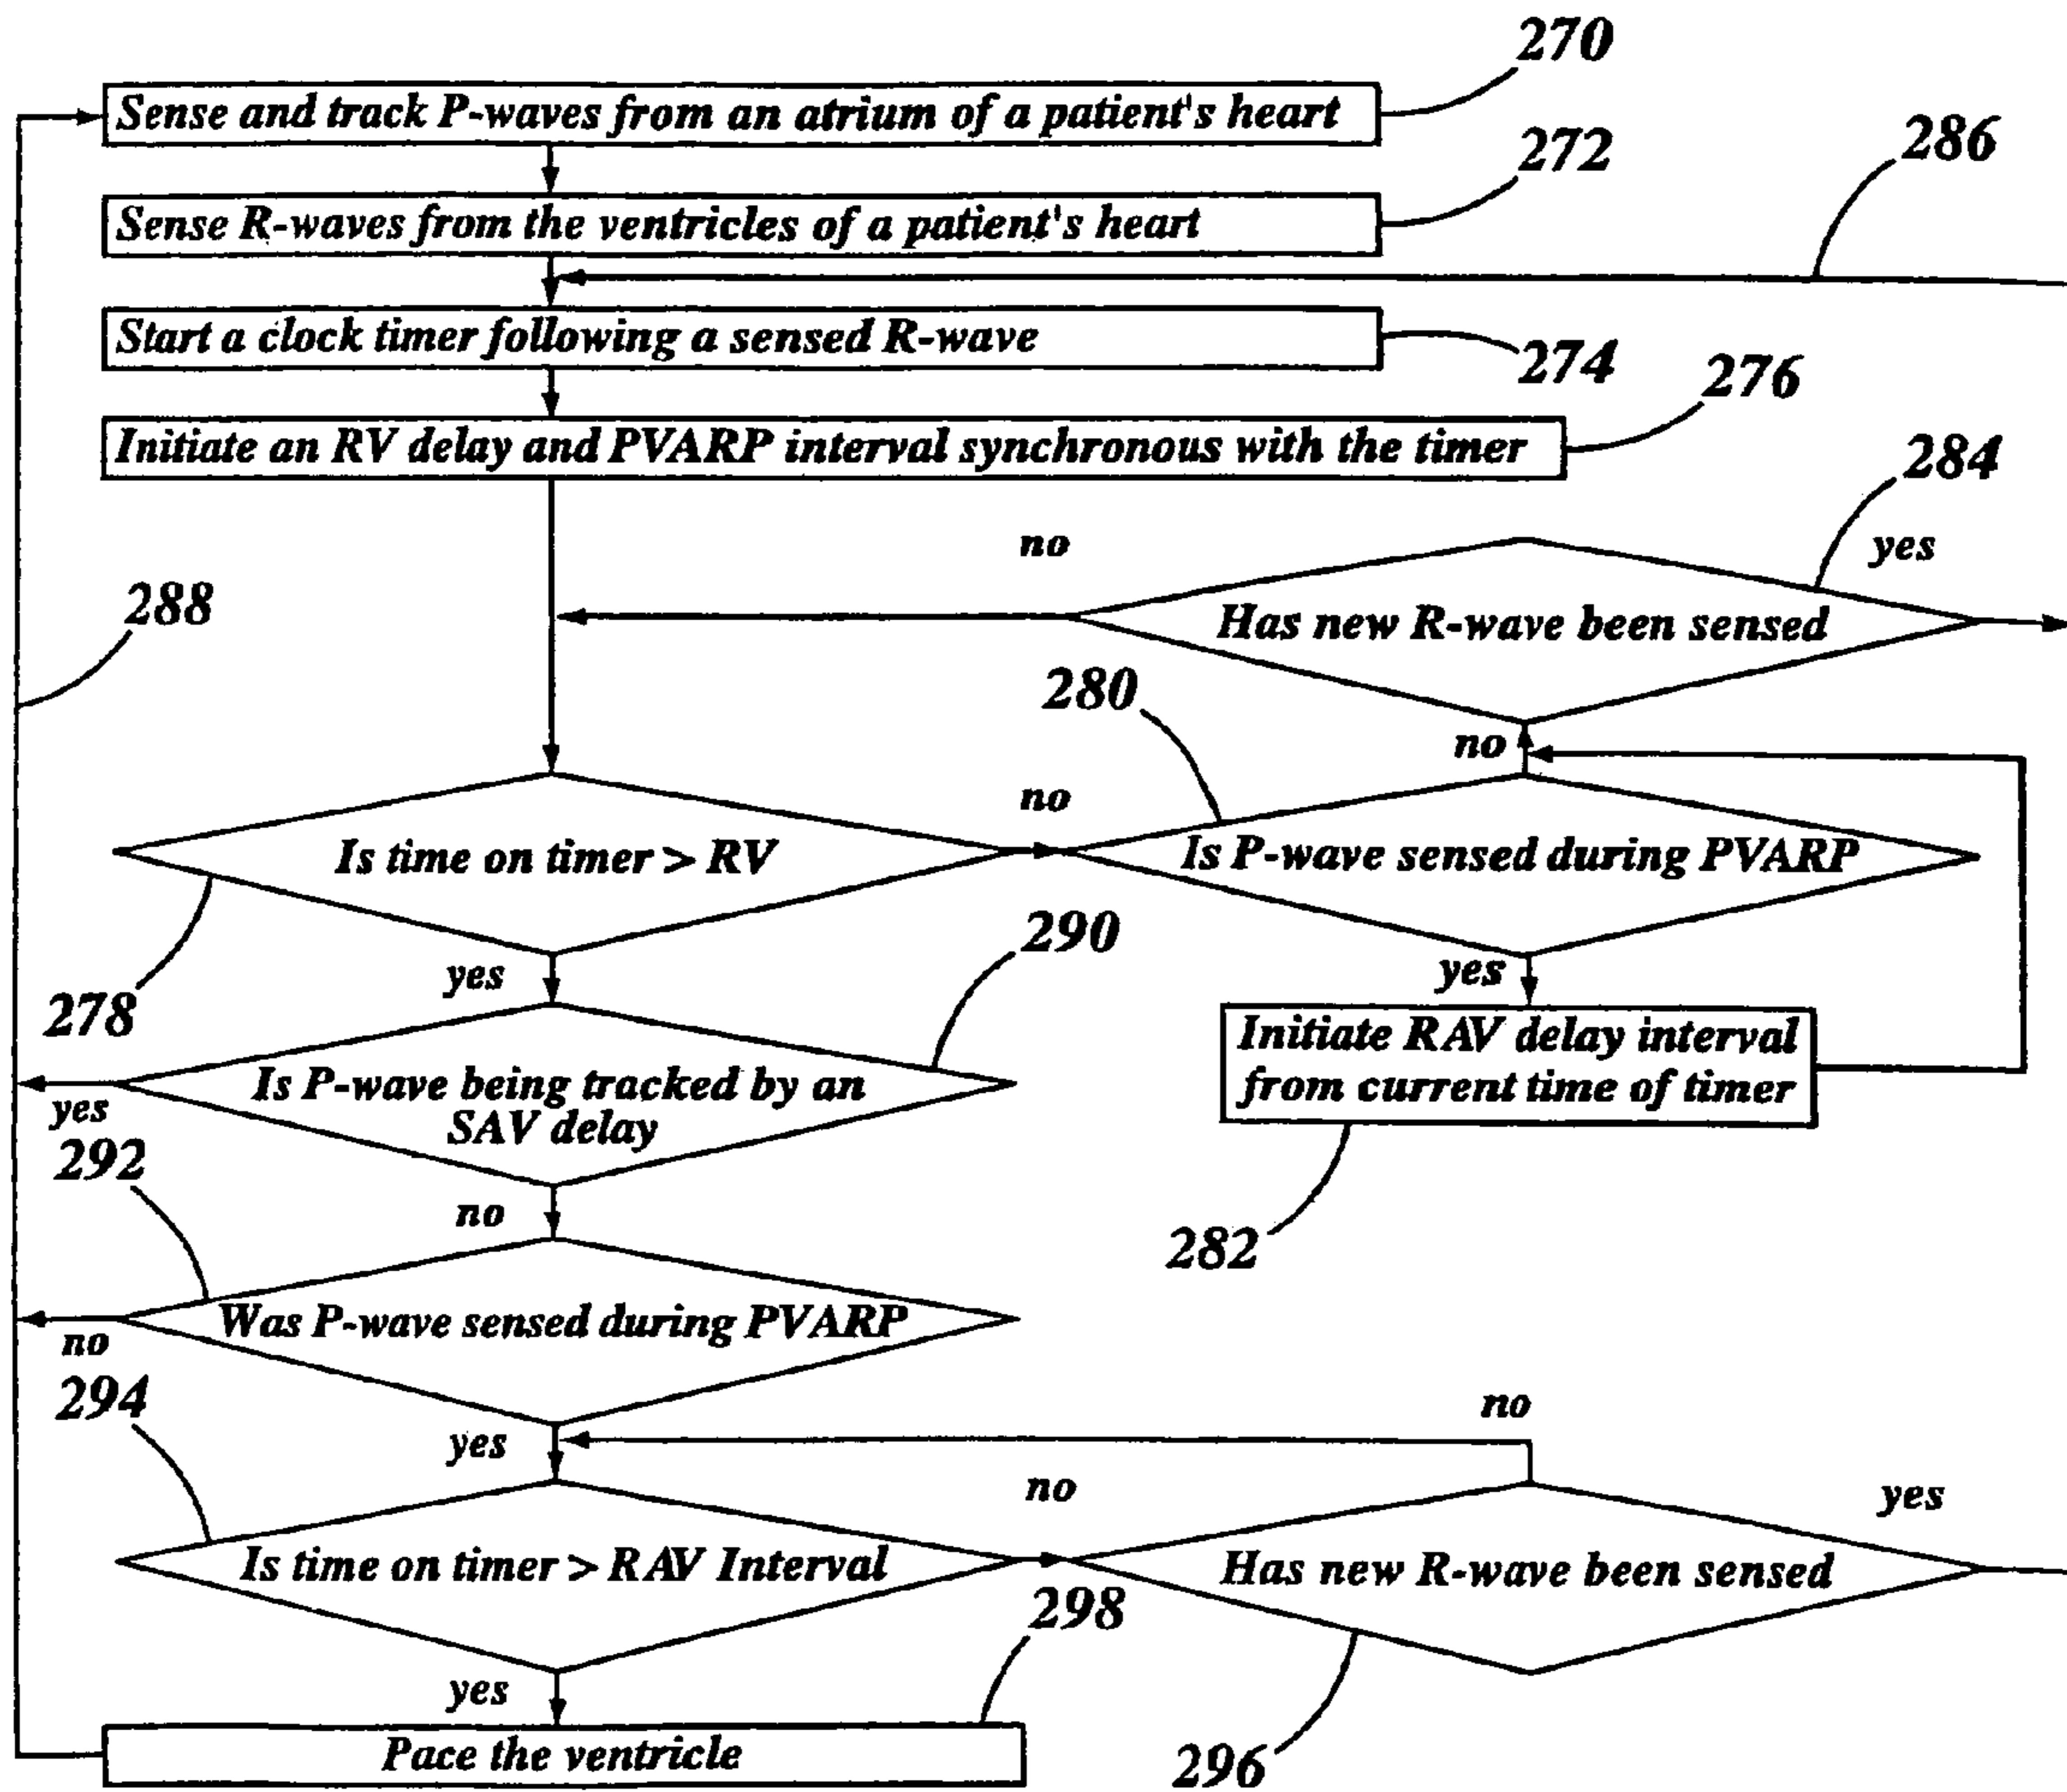 270
Sense and track P-waves from an atrium of a patient's heart
272
286
Sense R-waves from the ventricles of a patient's heart
Start a clock timer following a sensed R-wave
274
276
Initiate an RV delay and PVARP interval synchronous with the timer
284
no
yes
288
Has new R-wave been sensed
280
no
no
Is time on timer > RV
Is P-wave sensed during PVARP
290
yes
yes
278
Initiate RAV delay interval
from current time of timer
Is P-wave being tracked by an
SAV delay
yes
292
no
282
Was P-wave sensed during PVARP
no
294
no
yes
no
yes
Is time on timer > RAV Interval
Has new R-wave been sensed
298
yes
Pace the ventricle
296